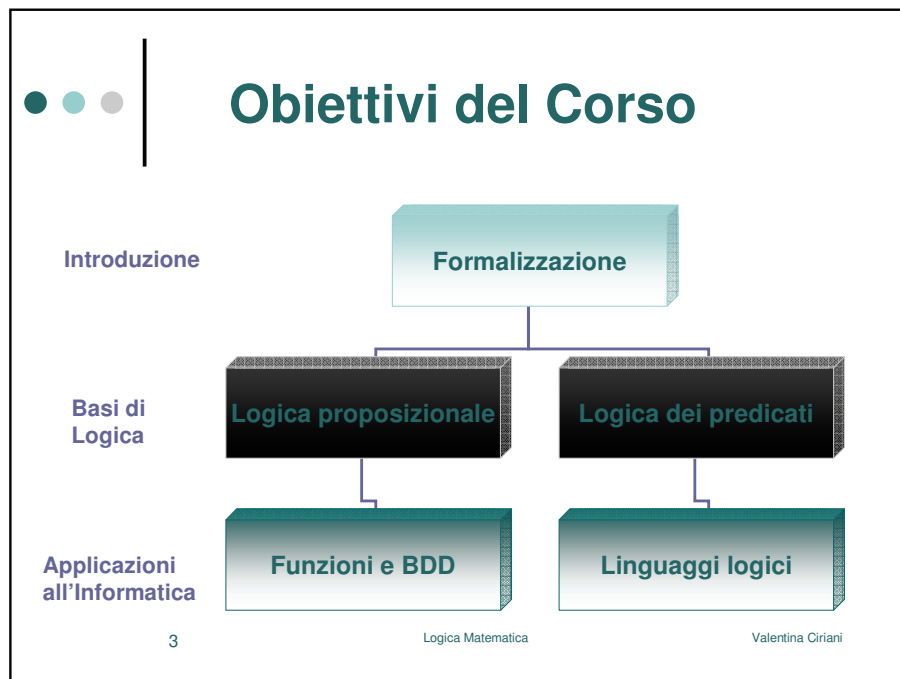 Obiettivi del Corso
Introduzione
Formalizzazione
Basi di
Logica
Logica proposizionale
Logica dei predicati
Applicazioni
all'Informatica
Funzioni e BDD
Linguaggi logici
3
Logica Matematica
Valentina Ciriani